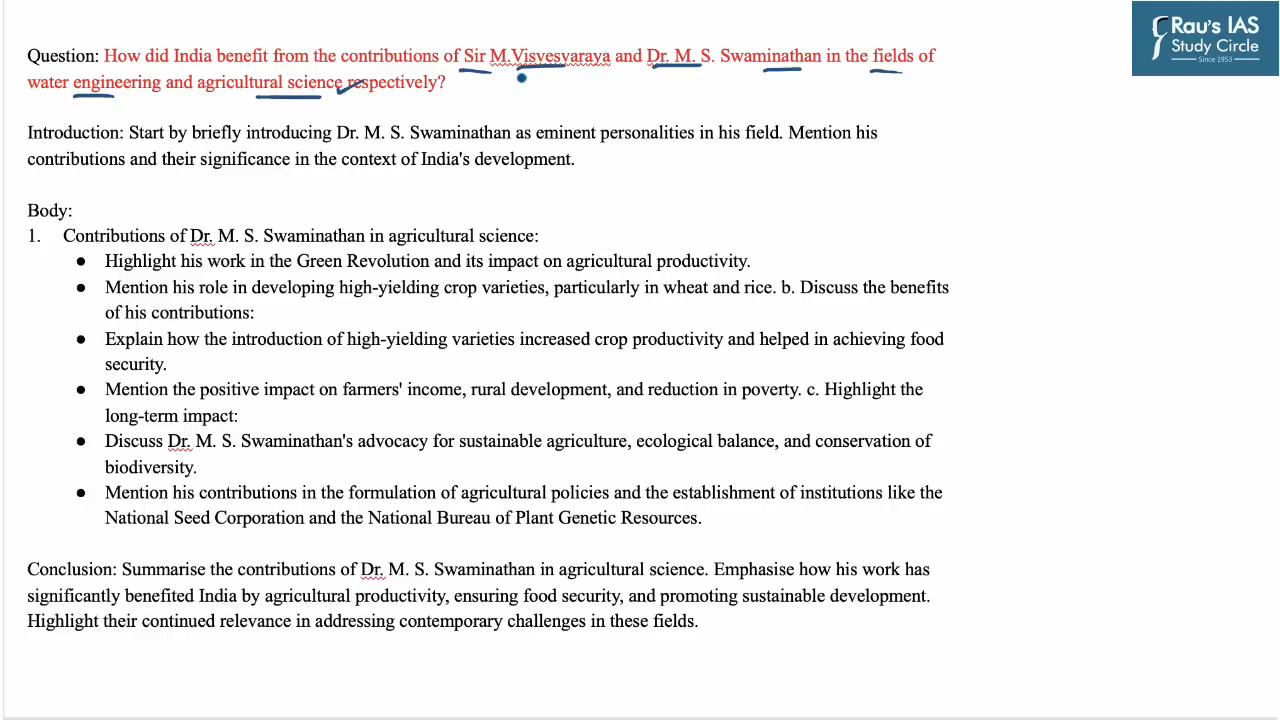 Rau's IAS
Study Circle
Since 1953
Question: How did India benefit from the contributions of Sir M.Visvesvaraya and Dr. M. S. Swaminathan in the fields of
water engineering and agricultural science respectively?
Introduction: Start by briefly introducing Dr. M. S. Swaminathan as eminent personalities in his field. Mention his
contributions and their significance in the context of India's development.
Body:
1. Contributions of Dr. M. S. Swaminathan in agricultural science:
● Highlight his work in the Green Revolution and its impact on agricultural productivity.
● Mention his role in developing high-yielding crop varieties, particularly in wheat and rice. b. Discuss the benefits
of his contributions:
● Explain how the introduction of high-yielding varieties increased crop productivity and helped in achieving food
security.
● Mention the positive impact on farmers' income, rural development, and reduction in poverty. c. Highlight the
long-term impact:
● Discuss Dr. M. S. Swaminathan's advocacy for sustainable agriculture, ecological balance, and conservation of
biodiversity.
● Mention his contributions in the formulation of agricultural policies and the establishment of institutions like the
National Seed Corporation and the National Bureau of Plant Genetic Resources.
Conclusion: Summarise the contributions of Dr. M. S. Swaminathan in agricultural science. Emphasise how his work has
significantly benefited India by agricultural productivity, ensuring food security, and promoting sustainable development.
Highlight their continued relevance in addressing contemporary challenges in these fields.